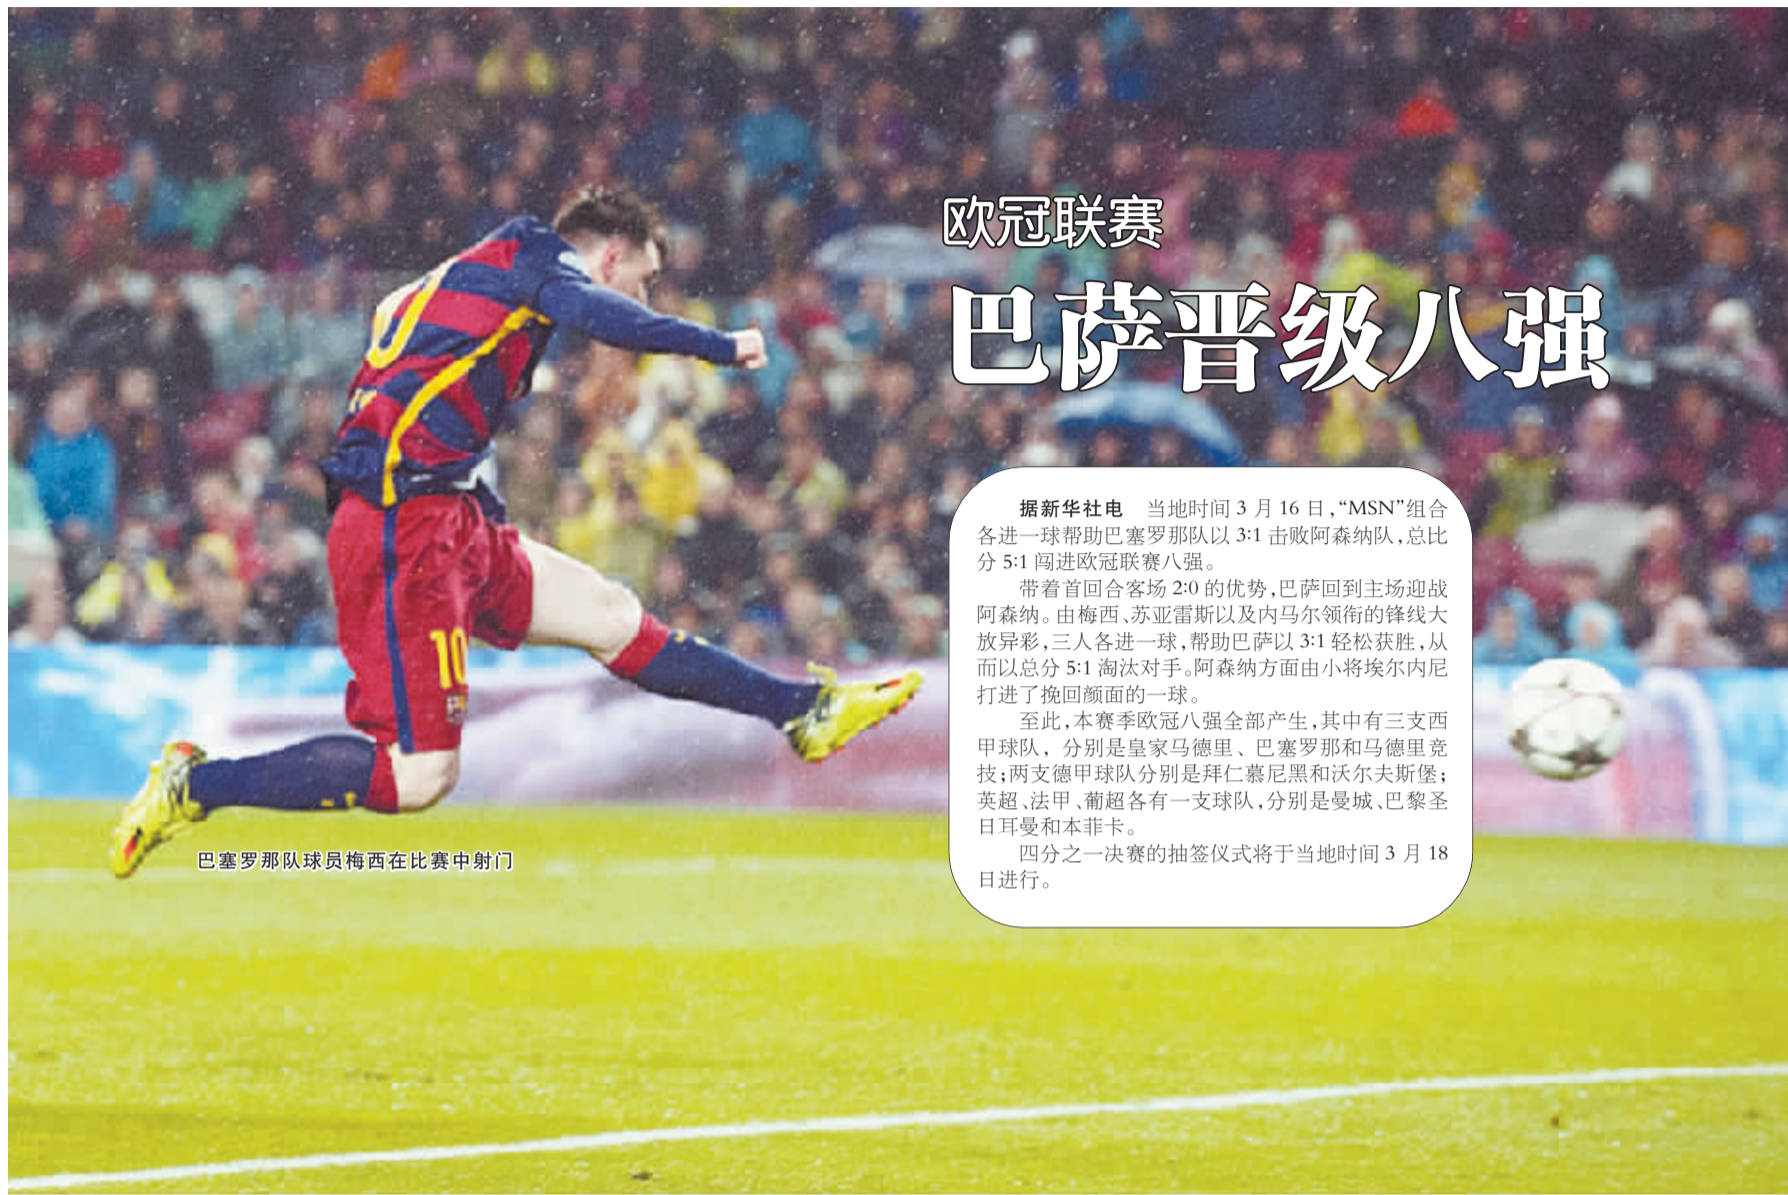 欧冠联赛
巴萨晋级八强
据新华社电 当地时间 3 月 16 日，“MSN”组合
各进一球帮助巴塞罗那队以 3:1 击败阿森纳队，总比
分 5:1 闯进欧冠联赛八强。
带着首回合客场 2:0 的优势，巴萨回到主场迎战
阿森纳。由梅西、苏亚雷斯以及内马尔领衔的锋线大
放异彩，三人各进一球，帮助巴萨以 3:1 轻松获胜，从
而以总分 5:1 淘汰对手。阿森纳方面由小将埃尔内尼
打进了挽回颜面的一球。
至此，本赛季欧冠八强全部产生，其中有三支西
甲球队，分别是皇家马德里、巴塞罗那和马德里竞
技；两支德甲球队分别是拜仁慕尼黑和沃尔夫斯堡；
英超、法甲、葡超各有一支球队，分别是曼城、巴黎圣
日耳曼和本菲卡。
四分之一决赛的抽签仪式将于当地时间 3 月 18
日进行。
10
巴塞罗那队球员梅西在比赛中射门